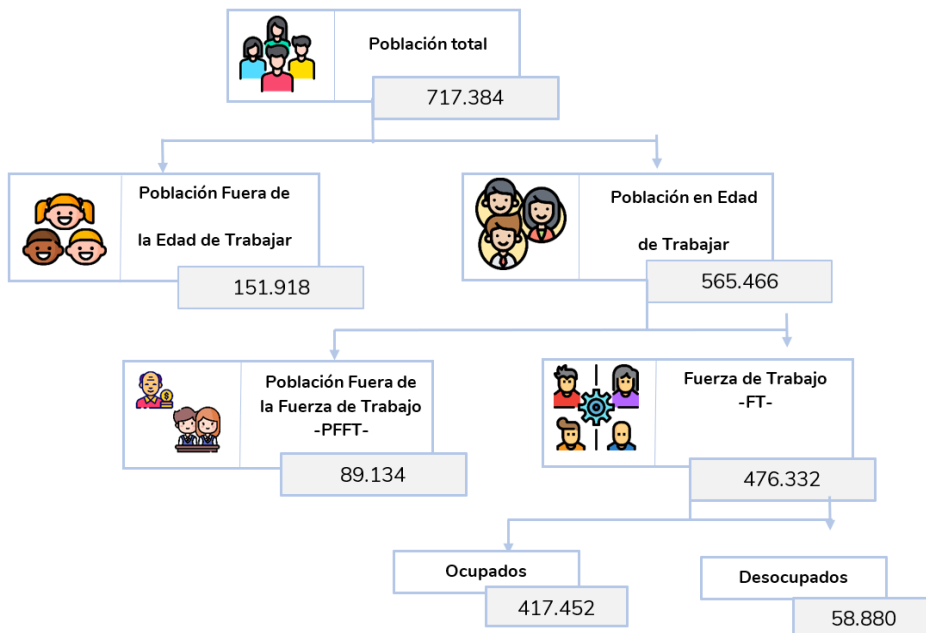 Población total
717.384
Población Fuera de
la Edad de Trabajar
151.918
Población en Edad
de Trabajar
565.466
Población Fuera de
la Fuerza de Trabajo
-PFFT-
89.134
Fuerza de Trabajo
-FT-
476.332
Ocupados
417.452
Desocupados
58.880